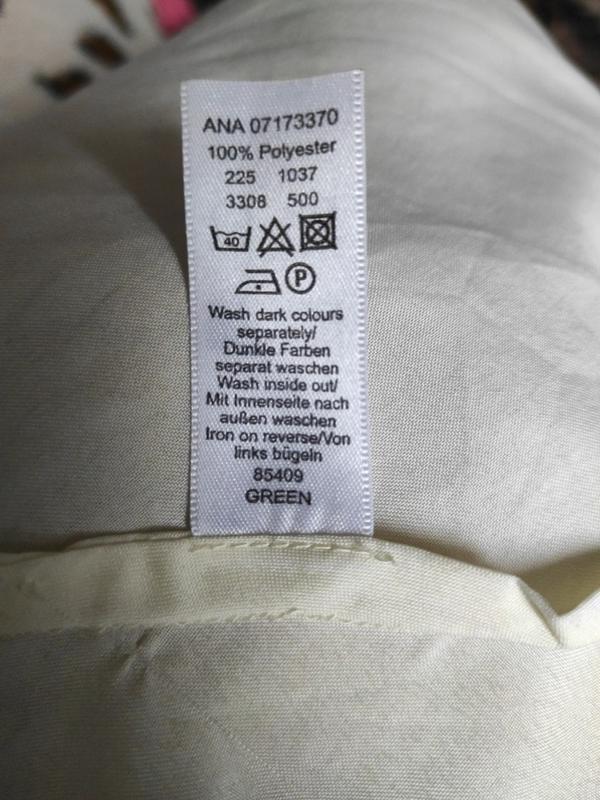 ANA 07173370
100% Polyester
225 1037
3308 500
40
P
Wash dark colours
separately/
Dunkle Farben
separat waschen
Wash inside out/
Mit Innenseite nach
außen waschen
Iron on reverse/Von
links bügeln
85409
GREEN